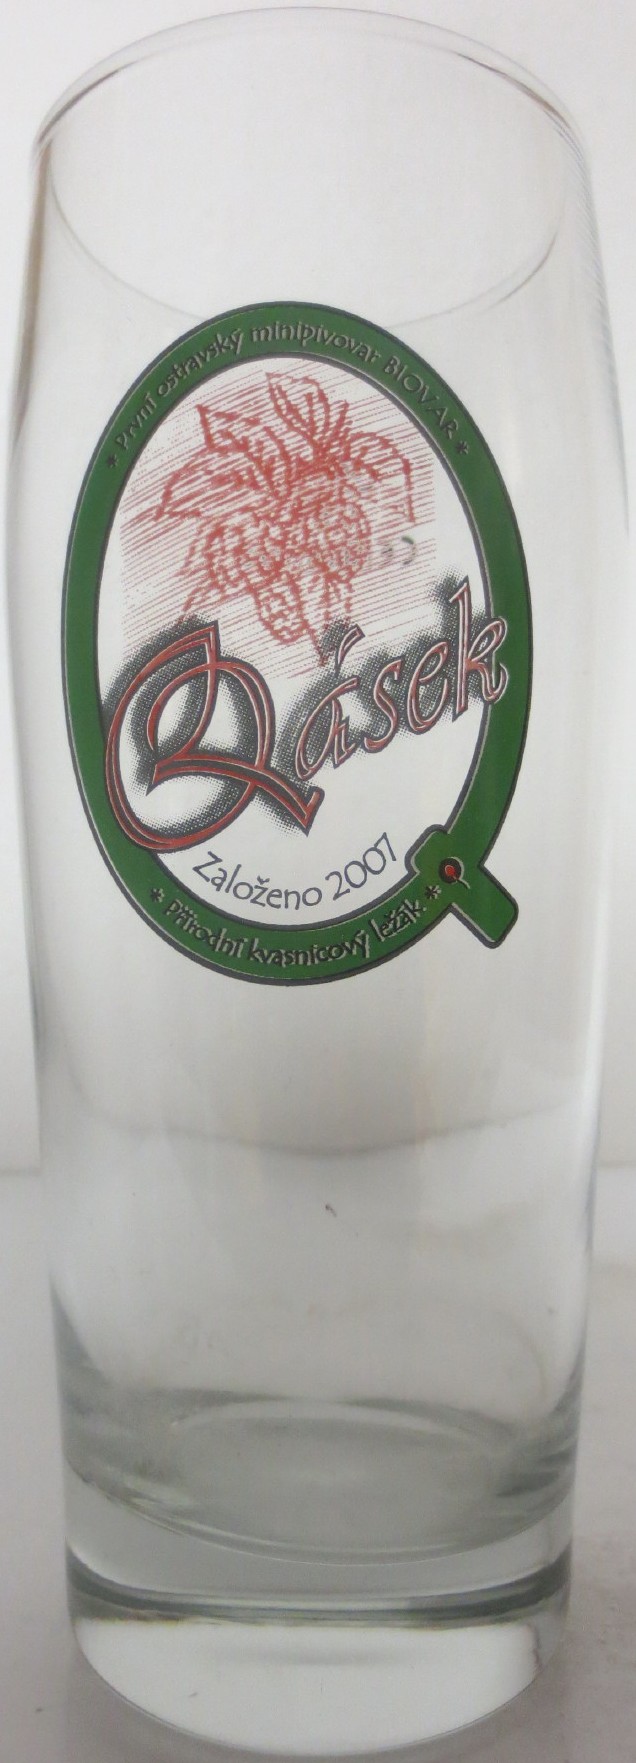 * První ostravský minipivovar BIOVAR *
Qásek
Založeno 2007
* Přírodní kvasnicový ležák *